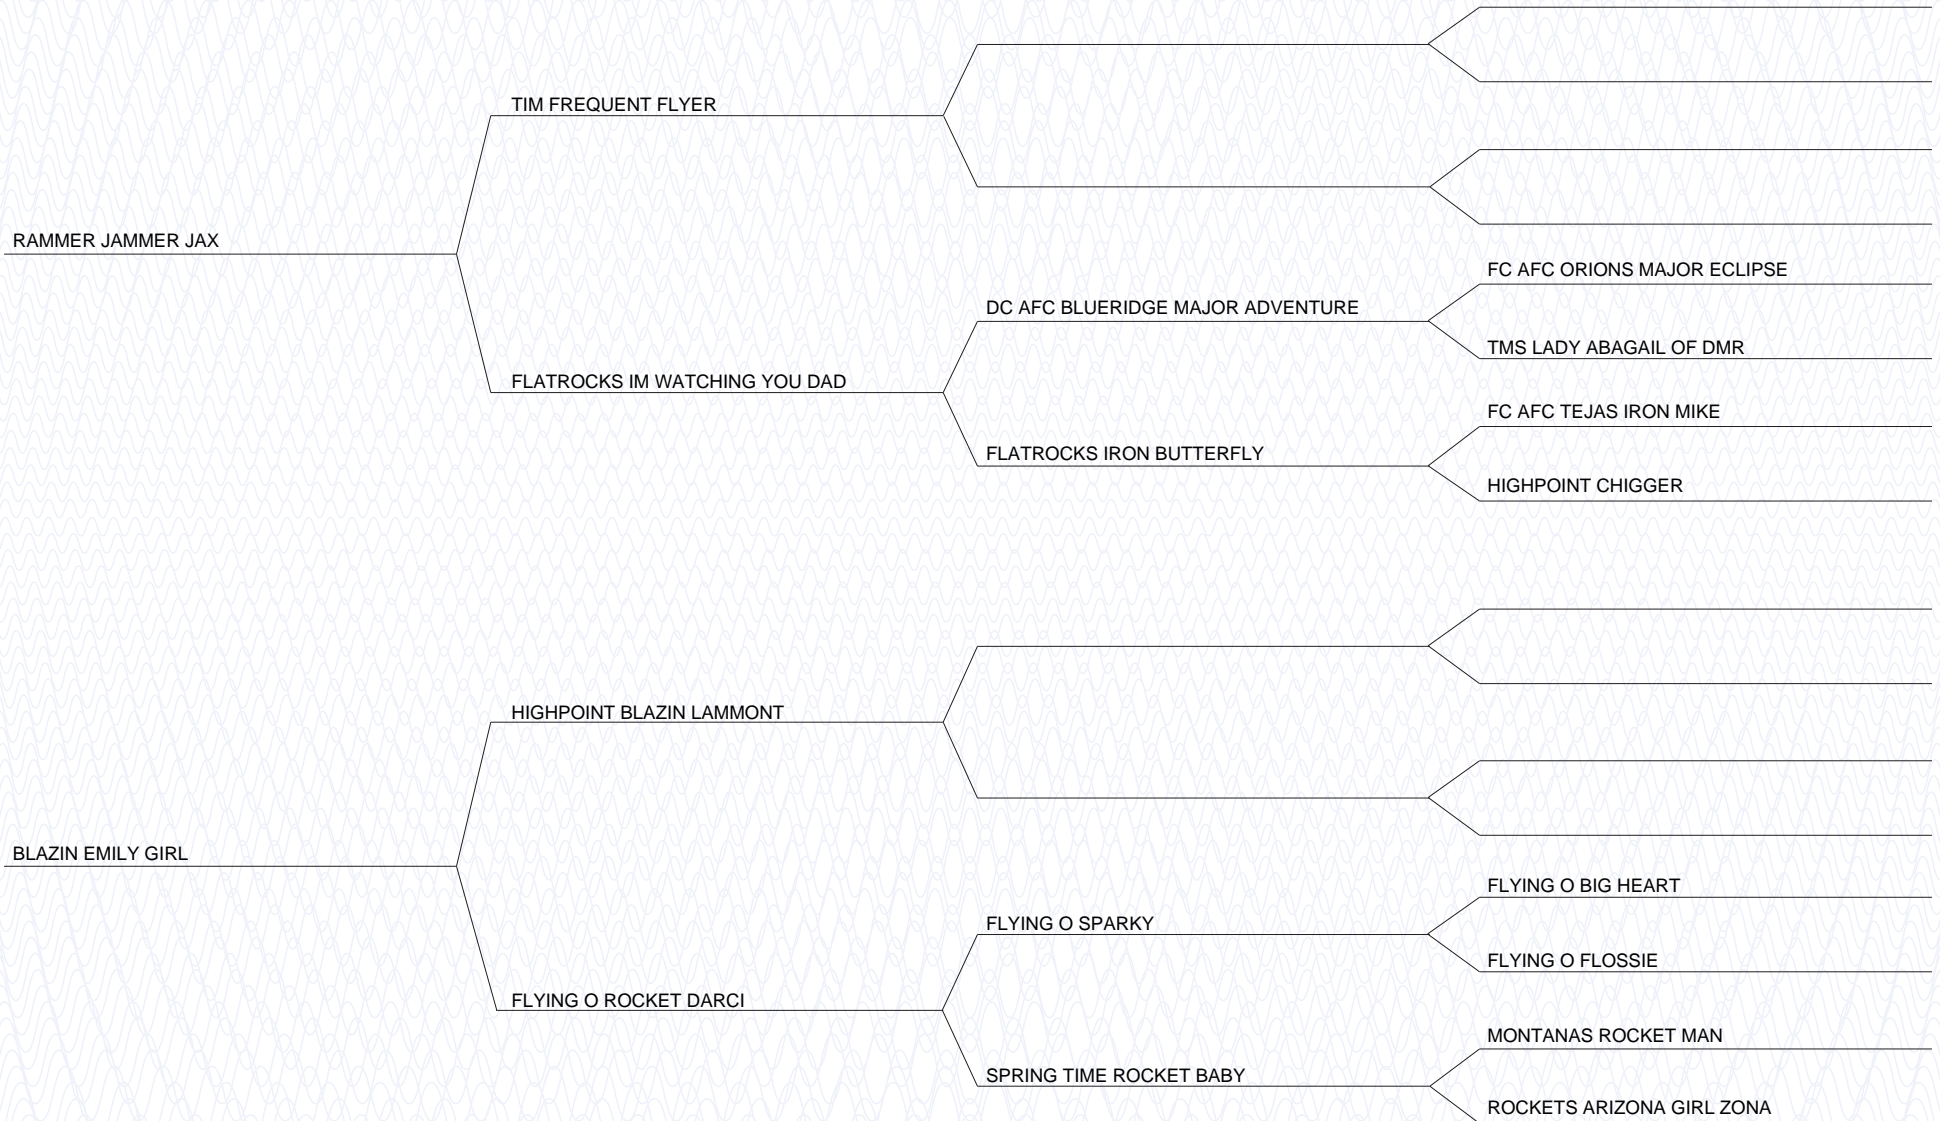 TIM FREQUENT FLYER
RAMMER JAMMER JAX
FC AFC ORIONS MAJOR ECLIPSE
DC AFC BLUERIDGE MAJOR ADVENTURE
TMS LADY ABAGAIL OF DMR
FLATROCKS IM WATCHING YOU DAD
FC AFC TEJAS IRON MIKE
FLATROCKS IRON BUTTERFLY
HIGHPOINT CHIGGER
HIGHPOINT BLAZIN LAMMONT
BLAZIN EMILY GIRL
FLYING O BIG HEART
FLYING O SPARKY
FLYING O FLOSSIE
FLYING O ROCKET DARCI
MONTANAS ROCKET MAN
SPRING TIME ROCKET BABY
ROCKETS ARIZONA GIRL ZONA